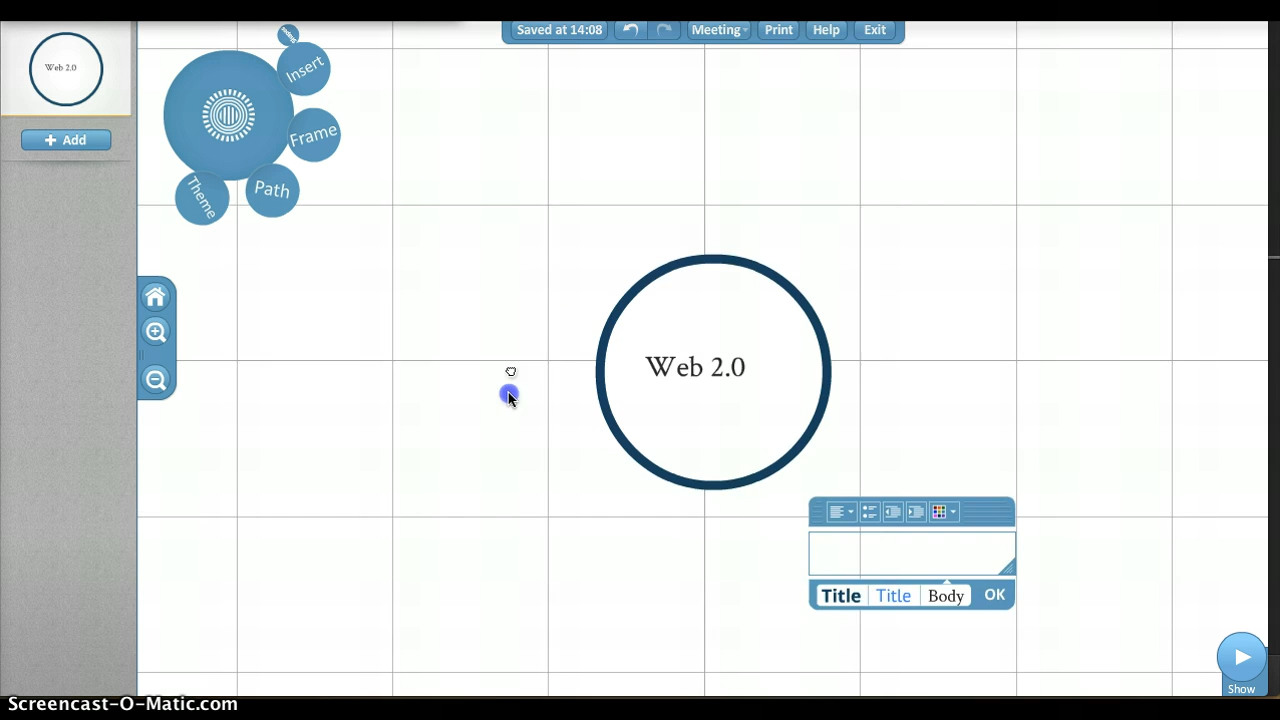 Saved at 14:08
Meeting
Print
Help
Exit
Web 2.0
Insert
Frame
Path
Theme
+ Add
Web 2.0
Title
Title
Body
OK
Show
Screencast-O-Matic.com